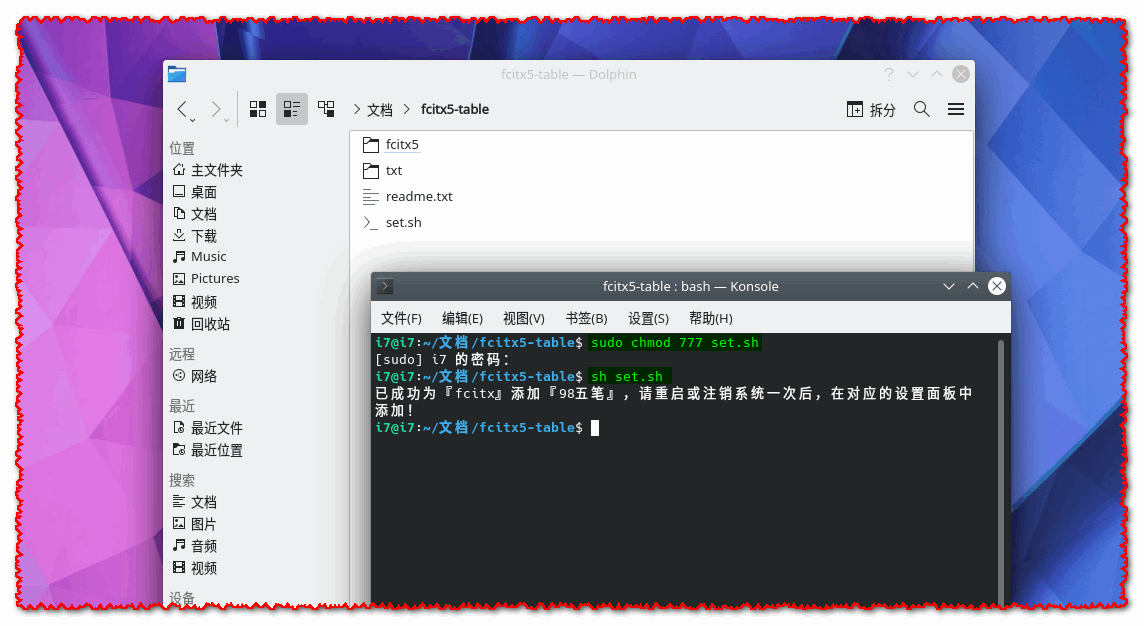 fcitx5-table — Dolphin
文档 fcitx5-table
拆分
位置
主文件夹
桌面
文档
下载
Music
Pictures
视频
回收站
远程
网络
最近
最近文件
最近位置
搜索
文档
图片
音频
视频
设备
fcitx5
txt
readme.txt
set.sh
fcitx5-table : bash — Konsole
文件(F) 编辑(E) 视图(V) 书签(B) 设置(S) 帮助(H)
i7@i7:~/文档/fcitx5-table$ sudo chmod 777 set.sh
[sudo] i7 的密码：
i7@i7:~/文档/fcitx5-table$ sh set.sh
已成功为『fcitx』添加『98五笔』，请重启或注销系统一次后，在对应的设置面板中
添加！
i7@i7:~/文档/fcitx5-table$